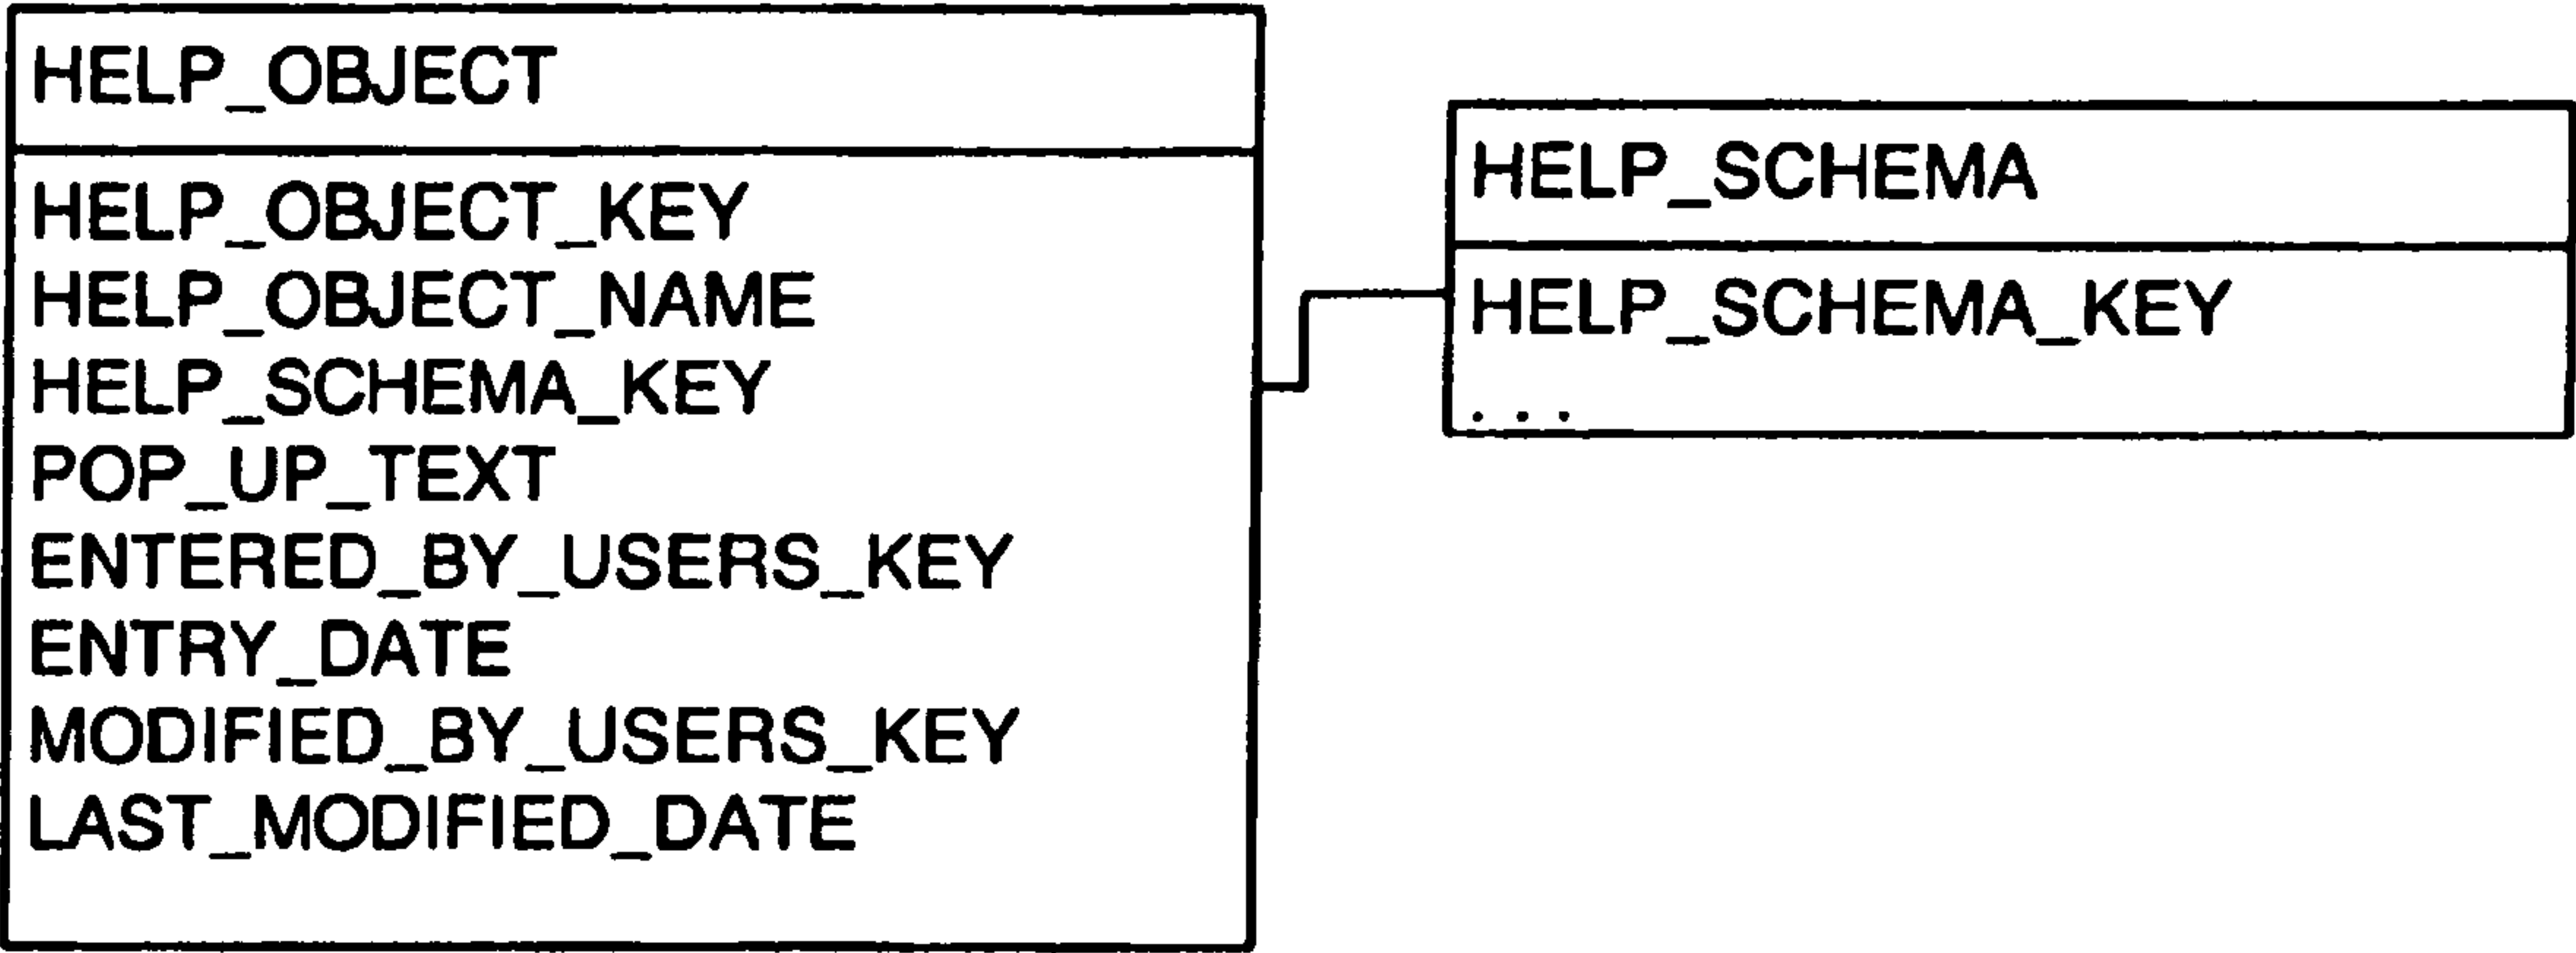 HELP_OBJECT
HELP_OBJECT_KEY
HELP_OBJECT_NAME
HELP_SCHEMA_KEY
POP_UP_TEXT
ENTERED_BY_USERS_KEY
ENTRY_DATE
MODIFIED_BY_USERS_KEY
LAST_MODIFIED_DATE
HELP_SCHEMA
HELP_SCHEMA_KEY
. . .